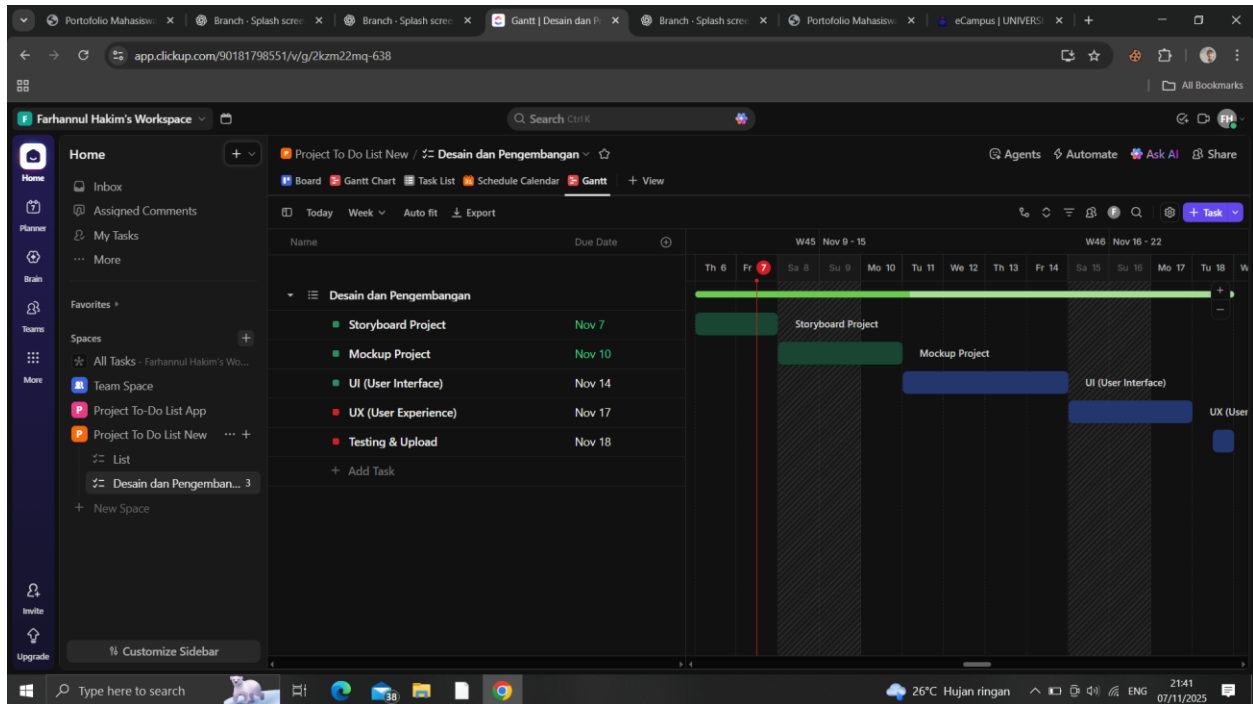 Portofolio Mahasisw
Branch · Splash scree
Branch · Splash scree
Gantt | Desain dan P
Branch · Splash scree
Portofolio Mahasisw
eCampus | UNIVERSI
app.clickup.com/90181798551/v/g/2kzm22mq-638
All Bookmarks
F Farhannul Hakim's Workspace
Search Ctrl K
FH
Home
Planner
Brain
Teams
More
Invite
Upgrade
Home
Inbox
Assigned Comments
My Tasks
More
Favorites
Spaces
All Tasks - Farhannul Hakim's Wo...
Team Space
P Project To-Do List App
P Project To Do List New
List
Desain dan Pengemban... 3
New Space
Customize Sidebar
P Project To Do List New / Desain dan Pengembangan
Agents Automate Ask AI Share
Board Gantt Chart Task List Schedule Calendar Gantt + View
Today Week Auto fit Export
F
+ Task
Name Due Date
W45 Nov 9 - 15 W46 Nov 16 - 22
Th 6 Fr 7 Sa 8 Su 9 Mo 10 Tu 11 We 12 Th 13 Fr 14 Sa 15 Su 16 Mo 17 Tu 18 W
Desain dan Pengembangan
Storyboard Project Nov 7 Storyboard Project
Mockup Project Nov 10 Mockup Project
UI (User Interface) Nov 14 UI (User Interface)
UX (User Experience) Nov 17 UX (User
Testing & Upload Nov 18
+ Add Task
Type here to search
38
26°C Hujan ringan
ENG
21:41
07/11/2025